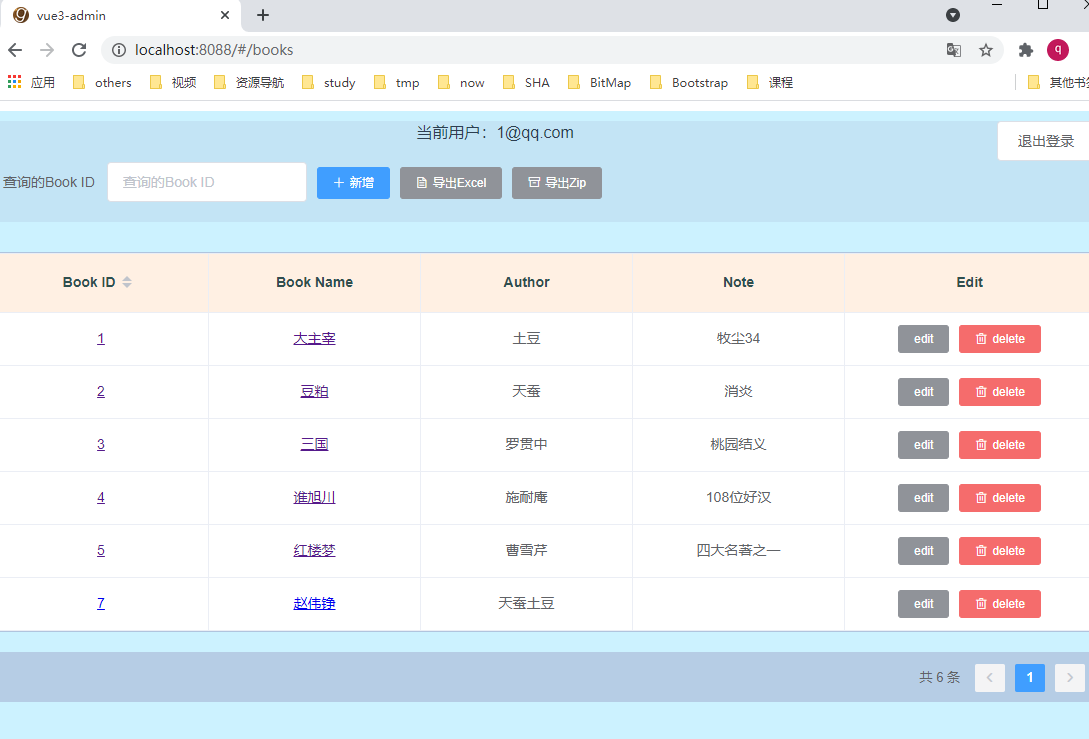 vue3-admin
localhost:8088/#/books
应用 others 视频 资源导航 study tmp now SHA BitMap Bootstrap 课程 其他书签
当前用户：1@qq.com
退出登录
查询的Book ID 查询的Book ID 新增 导出Excel 导出Zip
Book ID Book Name Author Note Edit
1 大主宰 土豆 牧尘34 edit delete
2 豆粕 天蚕 消炎 edit delete
3 三国 罗贯中 桃园结义 edit delete
4 谁旭川 施耐庵 108位好汉 edit delete
5 红楼梦 曹雪芹 四大名著之一 edit delete
7 赵伟铮 天蚕土豆 edit delete
共 6 条 1